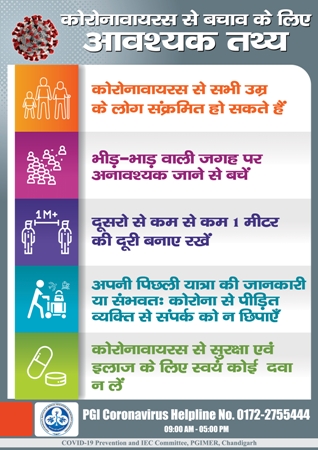 कोरोनावायरस से बचाव के लिए
आवश्यक तथ्य
कोरोनावायरस से सभी उम्र
के लोग संक्रमित हो सकते हैं
भीड़-भाड़ वाली जगह पर
अनावश्यक जाने से बचें
1M+
दूसरो से कम से कम 1 मीटर
की दूरी बनाए रखें
अपनी पिछली यात्रा की जानकारी
या संभवतः कोरोना से पीड़ित
व्यक्ति से संपर्क को न छिपाएँ
कोरोनावायरस से सुरक्षा एवं
इलाज के लिए स्वयं कोई दवा
न लें
PGI Coronavirus Helpline No. 0172-2755444
09:00 AM - 05:00 PM
COVID-19 Prevention and IEC Committee, PGIMER, Chandigarh